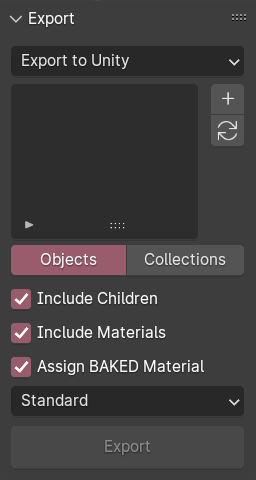 Export
Export to Unity
Objects
Collections
Include Children
Include Materials
Assign BAKED Material
Standard
Export